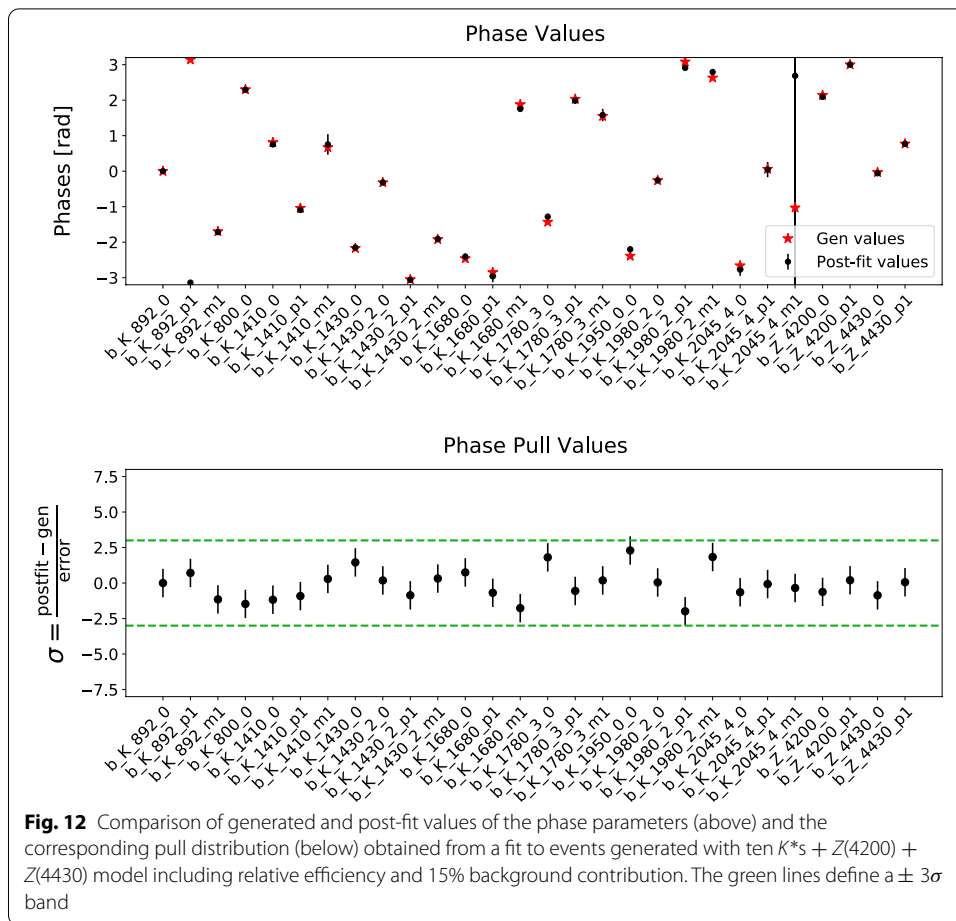 Phase Values
Phases [rad]
3
2
1
0
−1
−2
−3
Gen values
Post-fit values
b_K_892_0
b_K_892_p1
b_K_892_m1
b_K_800_0
b_K_1410_0
b_K_1410_p1
b_K_1410_m1
b_K_1430_0
b_K_1430_2_0
b_K_1430_2_p1
b_K_1430_2_m1
b_K_1680_0
b_K_1680_p1
b_K_1680_m1
b_K_1780_3_0
b_K_1780_3_p1
b_K_1780_3_m1
b_K_1950_0_0
b_K_1980_2_0
b_K_1980_2_p1
b_K_1980_2_m1
b_K_2045_4_0
b_K_2045_4_p1
b_K_2045_4_m1
b_Z_4200_0
b_Z_4200_p1
b_Z_4430_0
b_Z_4430_p1
Phase Pull Values
σ = postfit − gen
error
7.5
5.0
2.5
0.0
−2.5
−5.0
−7.5
b_K_892_0
b_K_892_p1
b_K_892_m1
b_K_800_0
b_K_1410_0
b_K_1410_p1
b_K_1410_m1
b_K_1430_0
b_K_1430_2_0
b_K_1430_2_p1
b_K_1430_2_m1
b_K_1680_0
b_K_1680_p1
b_K_1680_m1
b_K_1780_3_0
b_K_1780_3_p1
b_K_1780_3_m1
b_K_1950_0_0
b_K_1980_2_0
b_K_1980_2_p1
b_K_1980_2_m1
b_K_2045_4_0
b_K_2045_4_p1
b_K_2045_4_m1
b_Z_4200_0
b_Z_4200_p1
b_Z_4430_0
b_Z_4430_p1
Fig. 12 Comparison of generated and post-fit values of the phase parameters (above) and the
corresponding pull distribution (below) obtained from a fit to events generated with ten K*s + Z(4200) +
Z(4430) model including relative efficiency and 15% background contribution. The green lines define a ± 3σ
band